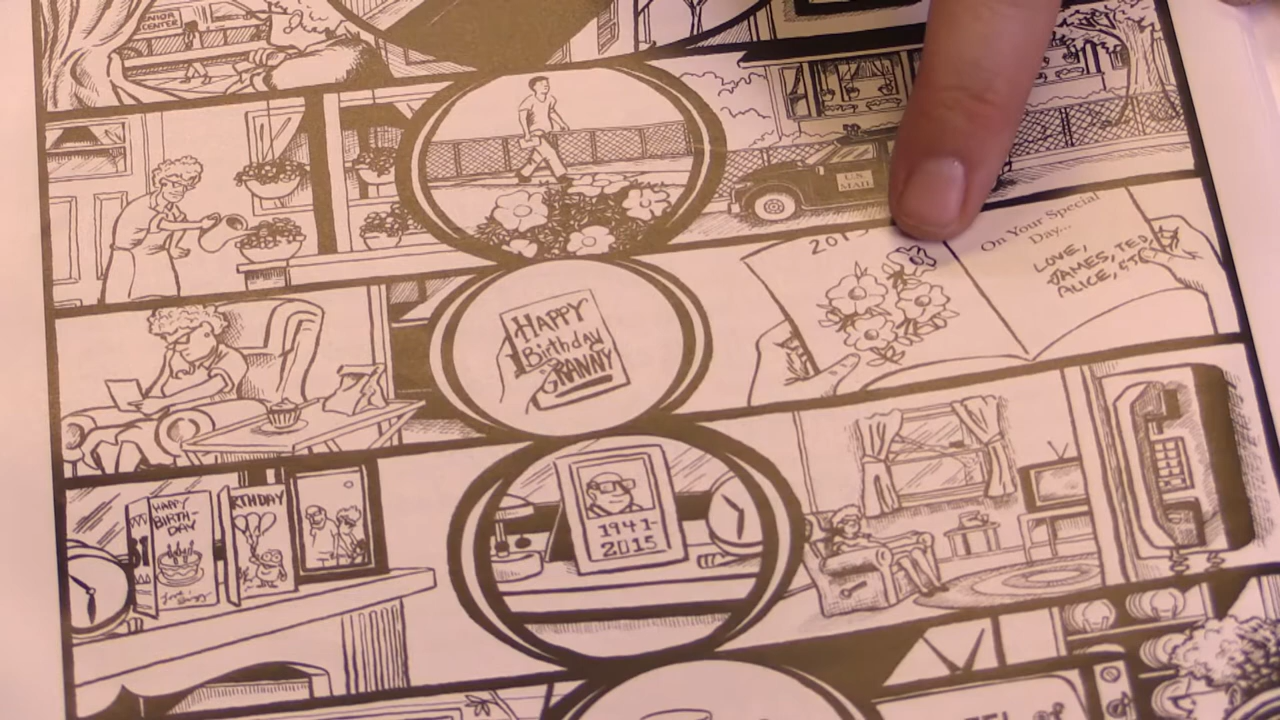 SENIOR
CENTER
U.S.
MAIL
2015
On Your Special
Day...
LOVE,
JAMES, TED,
ALICE, ETC
HAPPY
Birthday
GRANNY
HAPPY
BIRTH-
DAY
RTHDAY
1941-
2015